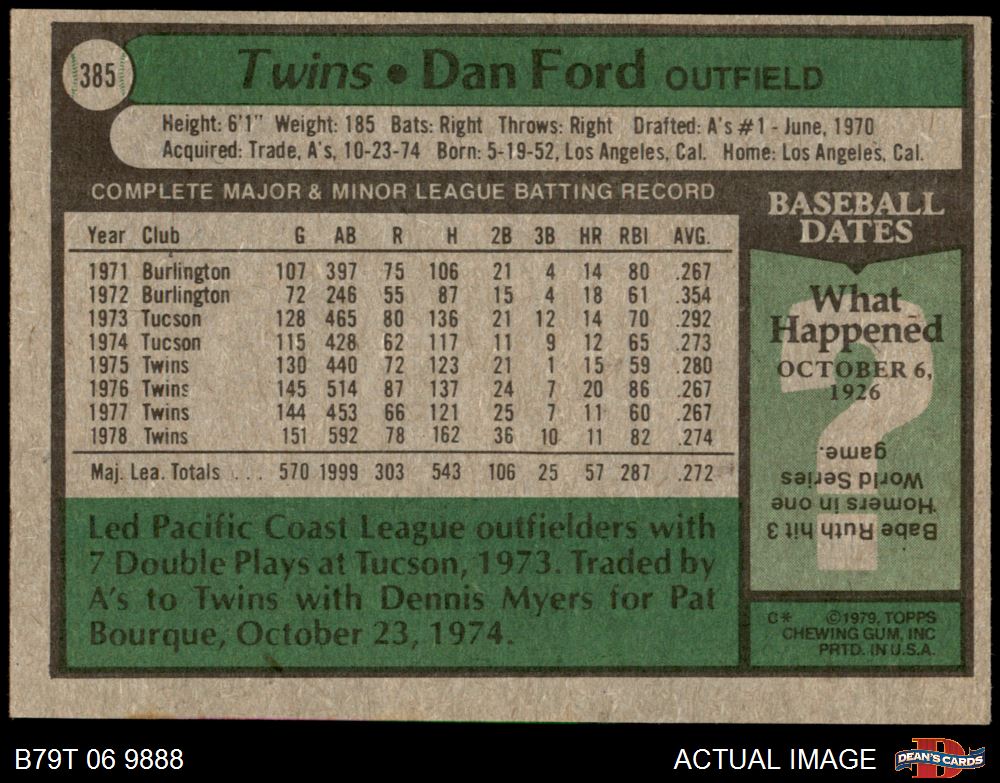 385
Twins • Dan Ford OUTFIELD
Height: 6'1" Weight: 185 Bats: Right Throws: Right Drafted: A's #1 - June, 1970
Acquired: Trade, A's, 10-23-74 Born: 5-19-52, Los Angeles, Cal. Home: Los Angeles, Cal.
COMPLETE MAJOR & MINOR LEAGUE BATTING RECORD
Year Club G AB R H 2B 3B HR RBI AVG.
1971 Burlington 107 397 75 106 21 4 14 80 .267
1972 Burlington 72 246 55 87 15 4 18 61 .354
1973 Tucson 128 465 80 136 21 12 14 70 .292
1974 Tucson 115 428 62 117 11 9 12 65 .273
1975 Twins 130 440 72 123 21 1 15 59 .280
1976 Twins 145 514 87 137 24 7 20 86 .267
1977 Twins 144 453 66 121 25 7 11 60 .267
1978 Twins 151 592 78 162 36 10 11 82 .274
Maj. Lea. Totals . . . 570 1999 303 543 106 25 57 287 .272
Led Pacific Coast League outfielders with
7 Double Plays at Tucson, 1973. Traded by
A's to Twins with Dennis Myers for Pat
Bourque, October 23, 1974.
BASEBALL
DATES
What
Happened
OCTOBER 6,
1926
?
Babe Ruth hit 3
Homers in one
World Series
game.
C* ©1979, TOPPS
CHEWING GUM, INC
PRTD. IN U.S.A.
B79T 06 9888
ACTUAL IMAGE
D
DEAN'S CARDS